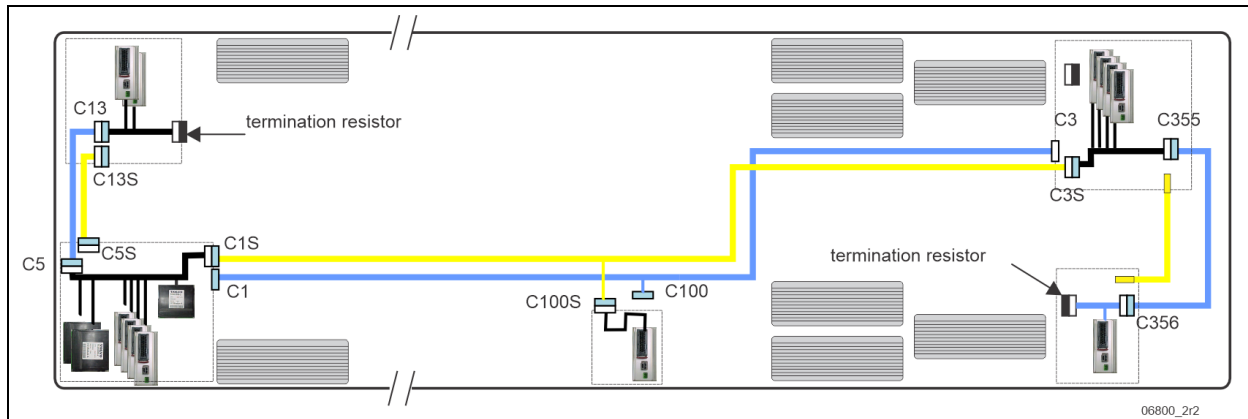 C13
termination resistor
C13S
C3
C355
C3S
C5S
C5
C1S
C1
C100S
C100
termination resistor
C356
06800_2r2